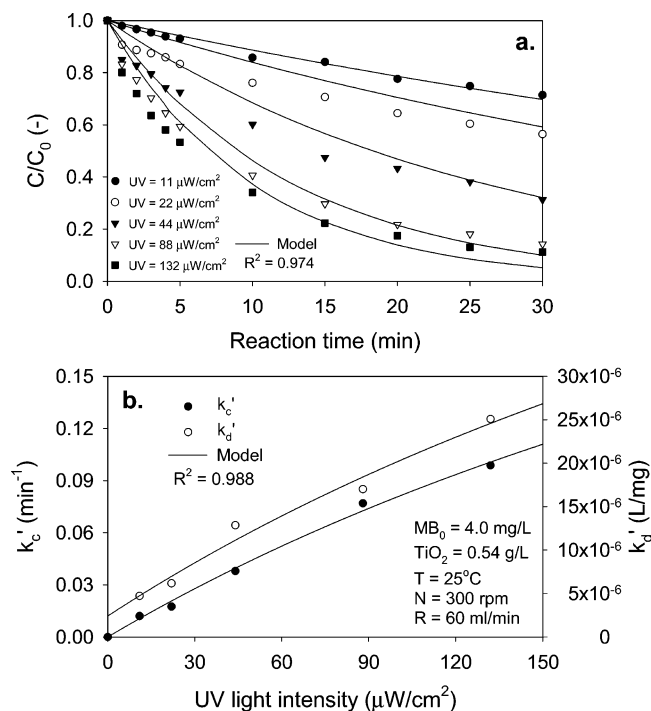 a.
C/C0 (-)
1.0
0.8
0.6
0.4
0.2
0.0
UV = 11 μW/cm²
UV = 22 μW/cm²
UV = 44 μW/cm²
UV = 88 μW/cm²
UV = 132 μW/cm²
Model
R² = 0.974
0 5 10 15 20 25 30
Reaction time (min)
b.
kc' (min⁻¹)
0.15
0.12
0.09
0.06
0.03
0.00
kc'
kd'
Model
R² = 0.988
MB0 = 4.0 mg/L
TiO2 = 0.54 g/L
T = 25°C
N = 300 rpm
R = 60 ml/min
30x10⁻⁶
25x10⁻⁶
20x10⁻⁶
15x10⁻⁶
10x10⁻⁶
5x10⁻⁶
0
kd' (L/mg)
0 30 60 90 120 150
UV light intensity (μW/cm²)